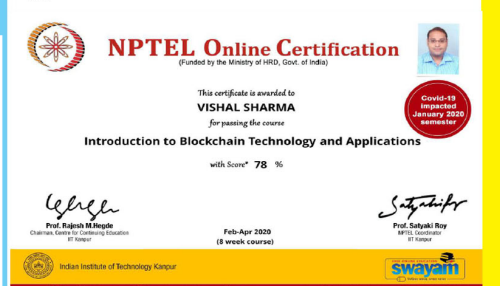 NPTEL Online Certification
(Funded by the Ministry of HRD, Govt. of India)
This certificate is awarded to
VISHAL SHARMA
for passing the course
Covid-19
impacted
January 2020
semester
Introduction to Blockchain Technology and Applications
with Score* 78 %
Prof. Rajesh M.Hegde
Chairman, Centre for Continuing Education
IIT Kanpur
Feb-Apr 2020
(8 week course)
Prof. Satyaki Roy
NPTEL Coordinator
IIT Kanpur
Indian Institute of Technology Kanpur
swayam